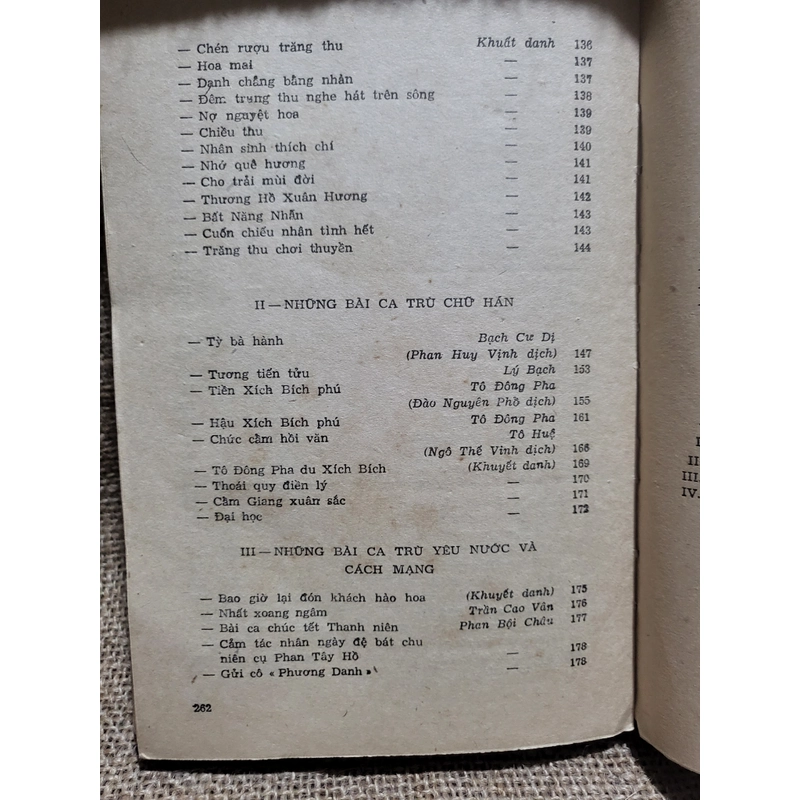 — Chén rượu trăng thu Khuất danh 136
— Hoa mai — 137
— Danh chẳng bằng nhàn — 137
— Đêm trung thu nghe hát trên sông — 138
— Nợ nguyệt hoa — 139
— Chiều thu — 139
— Nhân sinh thích chí — 140
— Nhớ quê hương — 141
— Cho trải mùi đời — 141
— Thương Hồ Xuân Hương — 142
— Bất Năng Nhẫn — 143
— Cuốn chiếu nhân tình hết — 143
— Trăng thu chơi thuyền — 144
II — NHỮNG BÀI CA TRÙ CHỮ HÁN
— Tỳ bà hành Bạch Cư Dị
(Phan Huy Vịnh dịch) 147
— Tương tiến tửu Lý Bạch 153
— Tiền Xích Bích phú Tô Đông Pha
(Đào Nguyên Phổ dịch) 155
— Hậu Xích Bích phú Tô Đông Pha 161
— Chức cẩm hồi văn Tô Huệ
(Ngô Thế Vinh dịch) 166
— Tô Đông Pha du Xích Bích (Khuyết danh) 169
— Thoái quy điền lý — 170
— Cẩm Giang xuân sắc — 171
— Đại học — 172
III — NHỮNG BÀI CA TRÙ YÊU NƯỚC VÀ
CÁCH MẠNG
— Bao giờ lại đón khách hào hoa (Khuyết danh) 175
— Nhất xoang ngâm Trần Cao Vân 176
— Bài ca chúc tết Thanh niên Phan Bội Châu 177
— Cảm tác nhân ngày đệ bát chu
niên cụ Phan Tây Hồ — 178
— Gửi cô « Phương Danh » — 178
262
I
II
III.
IV.